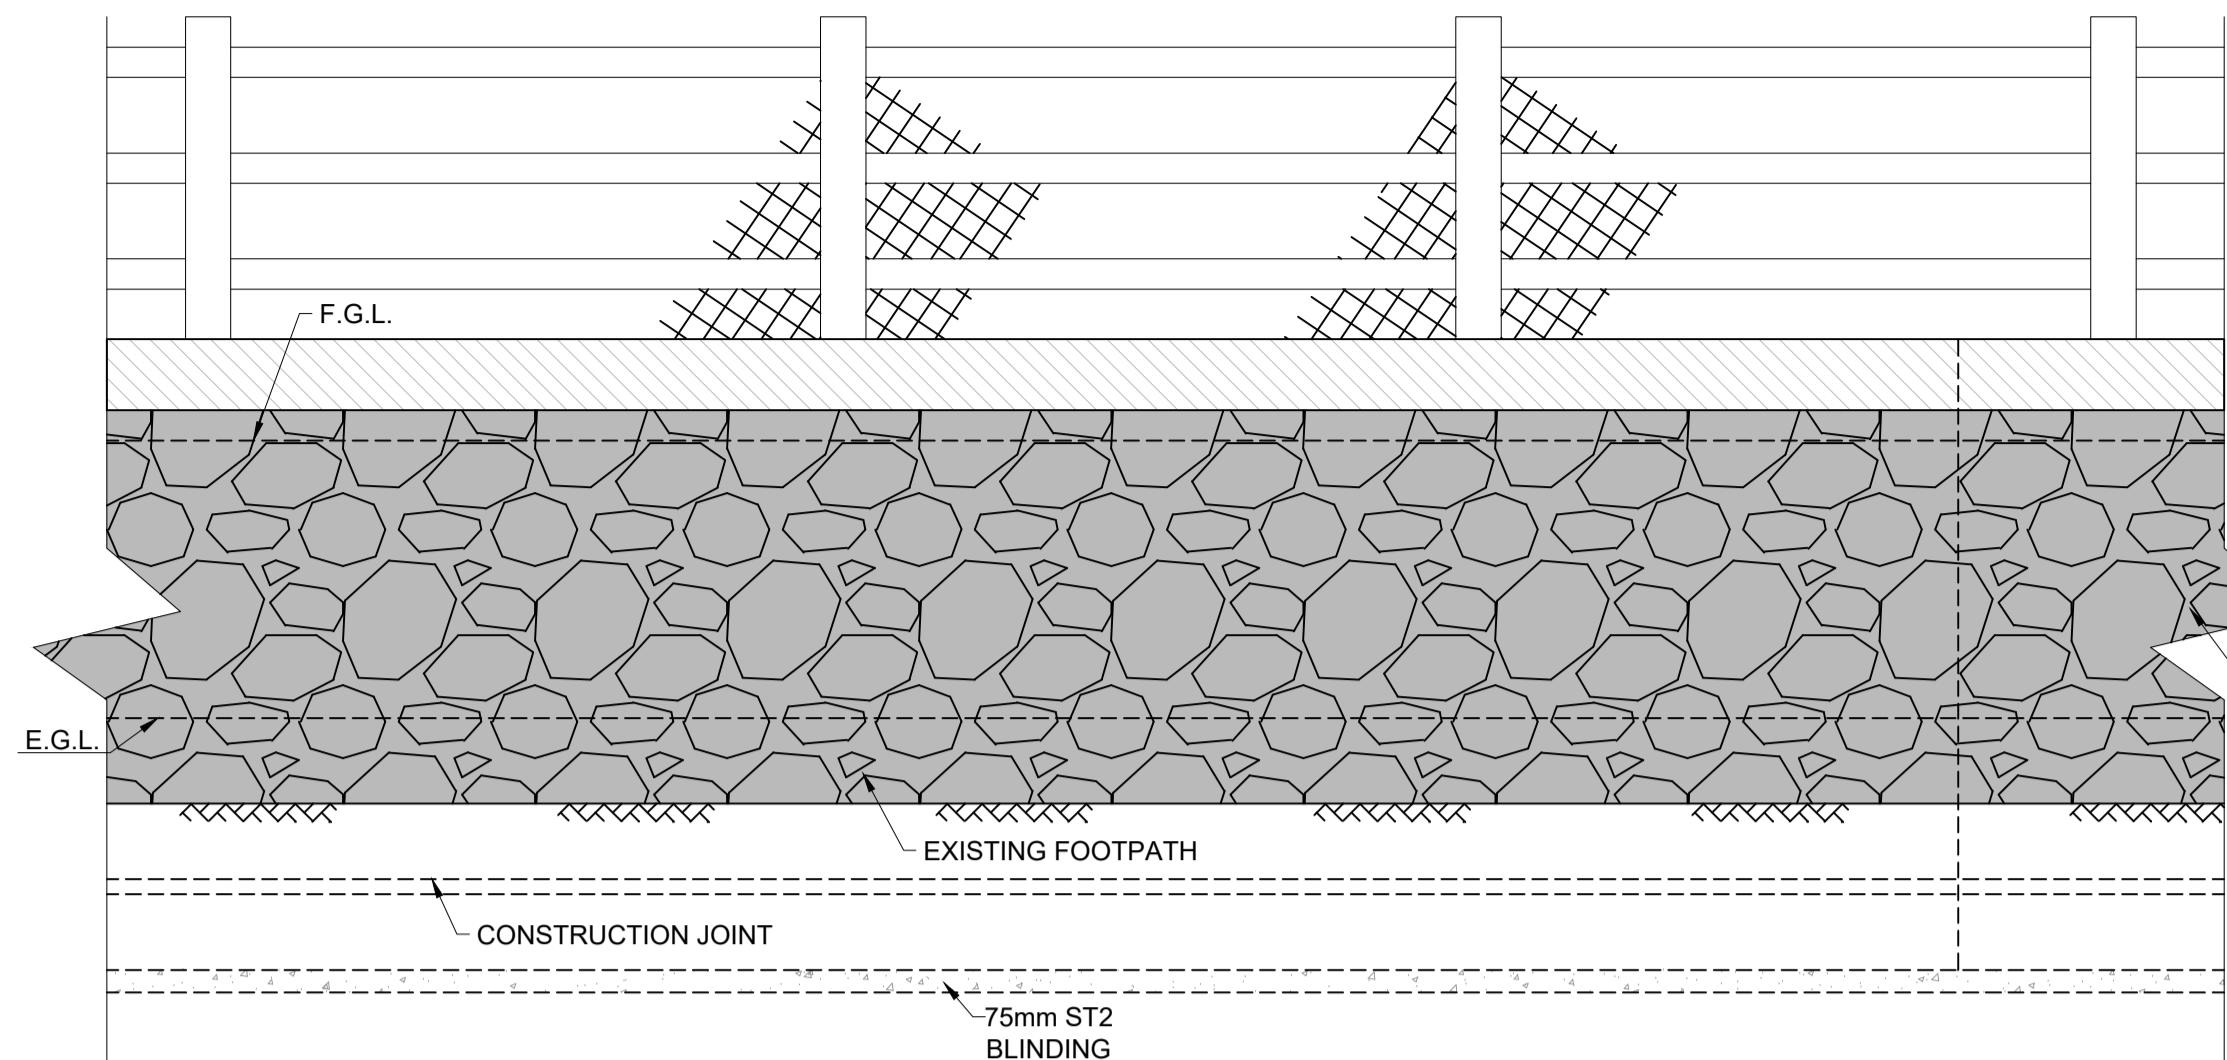 F.G.L.
E.G.L.
EXISTING FOOTPATH
CONSTRUCTION JOINT
75mm ST2
BLINDING